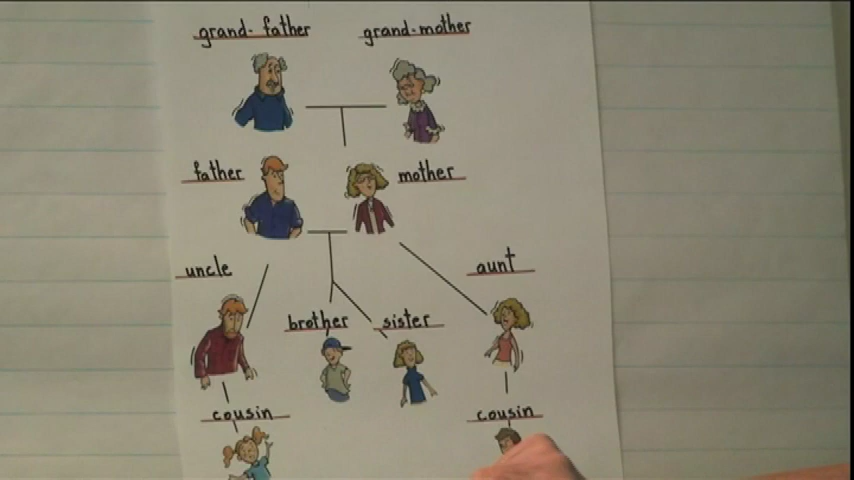 grand-father grand-mother
father mother
uncle aunt
brother sister
cousin cousin